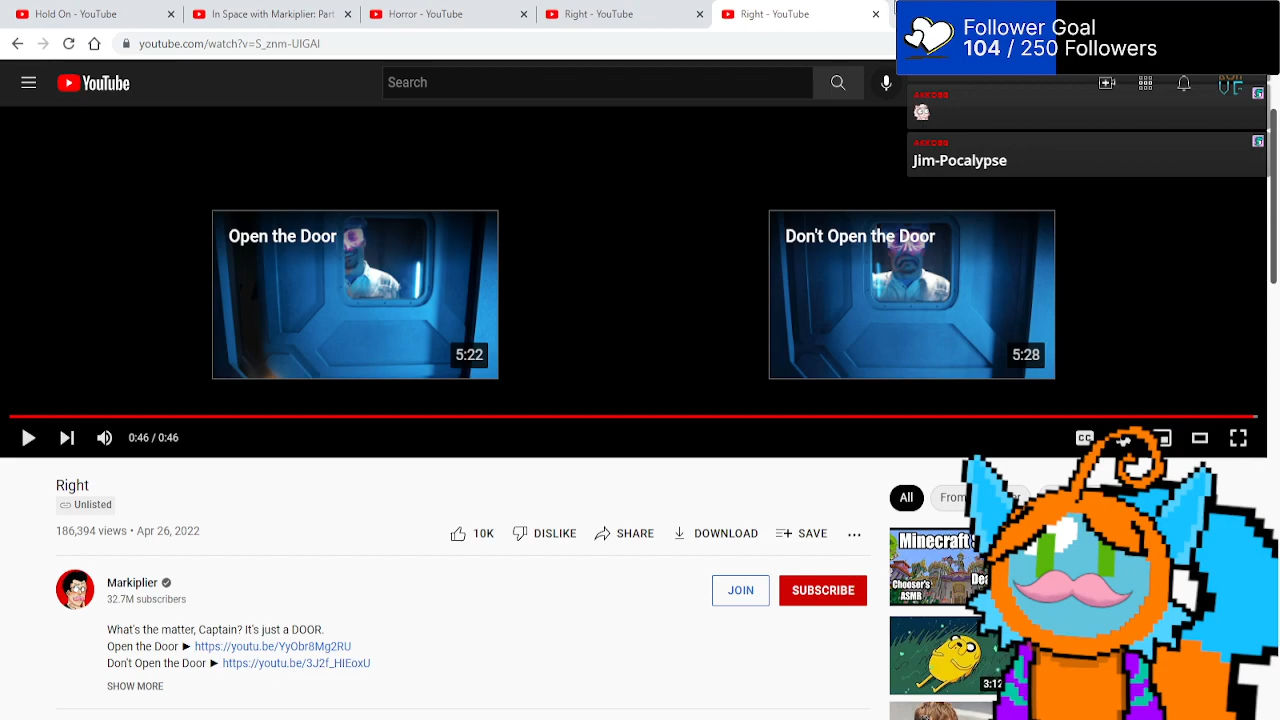 Hold On - YouTube
In Space with Markiplier: Part
Horror - YouTube
Right - YouTube
Right - YouTube
youtube.com/watch?v=S_znm-UIGAI
Follower Goal
104 / 250 Followers
YouTube
Search
Jim-Pocalypse
Open the Door
Don't Open the Door
5:22
5:28
0:46 / 0:46
CC
Right
Unlisted
186,394 views • Apr 26, 2022
10K
DISLIKE
SHARE
DOWNLOAD
SAVE
All
From
Minecraft
Chooser's
ASMR
Markiplier
32.7M subscribers
JOIN
SUBSCRIBE
What's the matter, Captain? It's just a DOOR.
Open the Door ► https://youtu.be/YyObr8Mg2RU
Don't Open the Door ► https://youtu.be/3J2f_HIEoxU
SHOW MORE
3:12